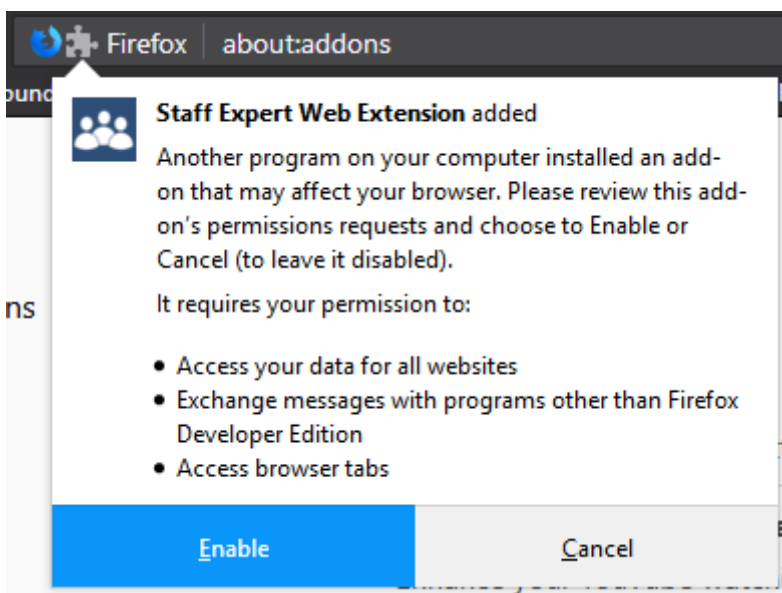 Firefox about:addons
ound
Staff Expert Web Extension added
Another program on your computer installed an add-
on that may affect your browser. Please review this add-
on's permissions requests and choose to Enable or
Cancel (to leave it disabled).
It requires your permission to:
ns
• Access your data for all websites
• Exchange messages with programs other than Firefox
Developer Edition
• Access browser tabs
Enable Cancel